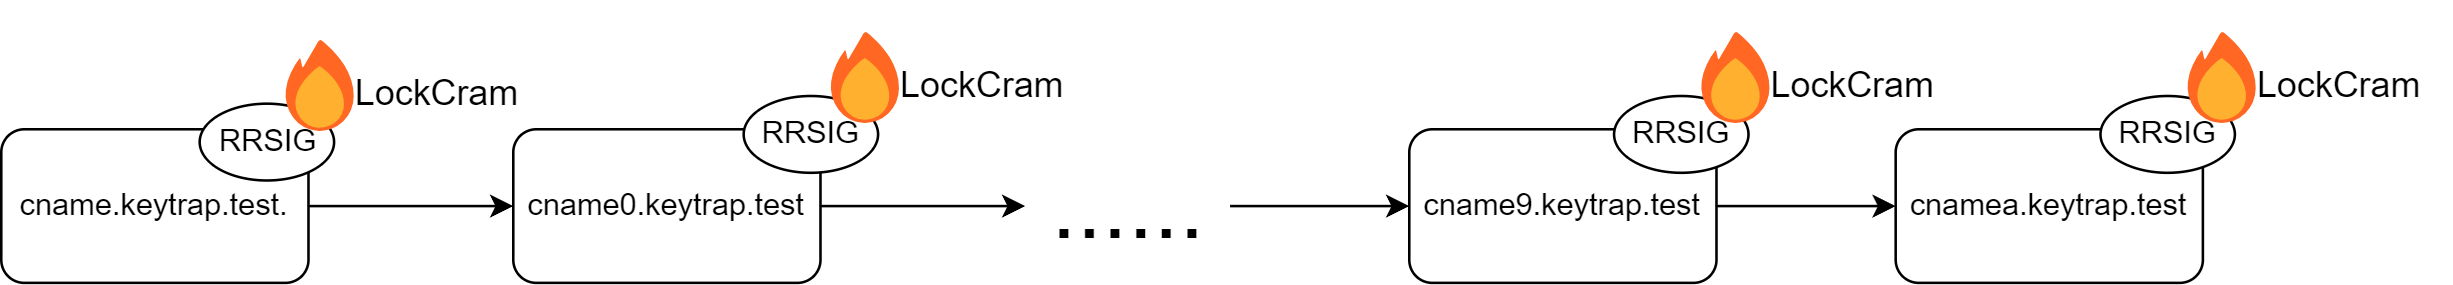 LockCram
RRSIG
cname.keytrap.test.
LockCram
RRSIG
cname0.keytrap.test
......
LockCram
RRSIG
cname9.keytrap.test
LockCram
RRSIG
cnamea.keytrap.test